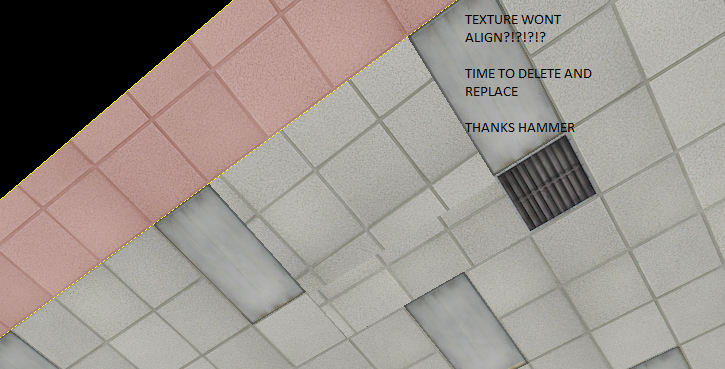 TEXTURE WONT
ALIGN?!?!?!?
TIME TO DELETE AND
REPLACE
THANKS HAMMER